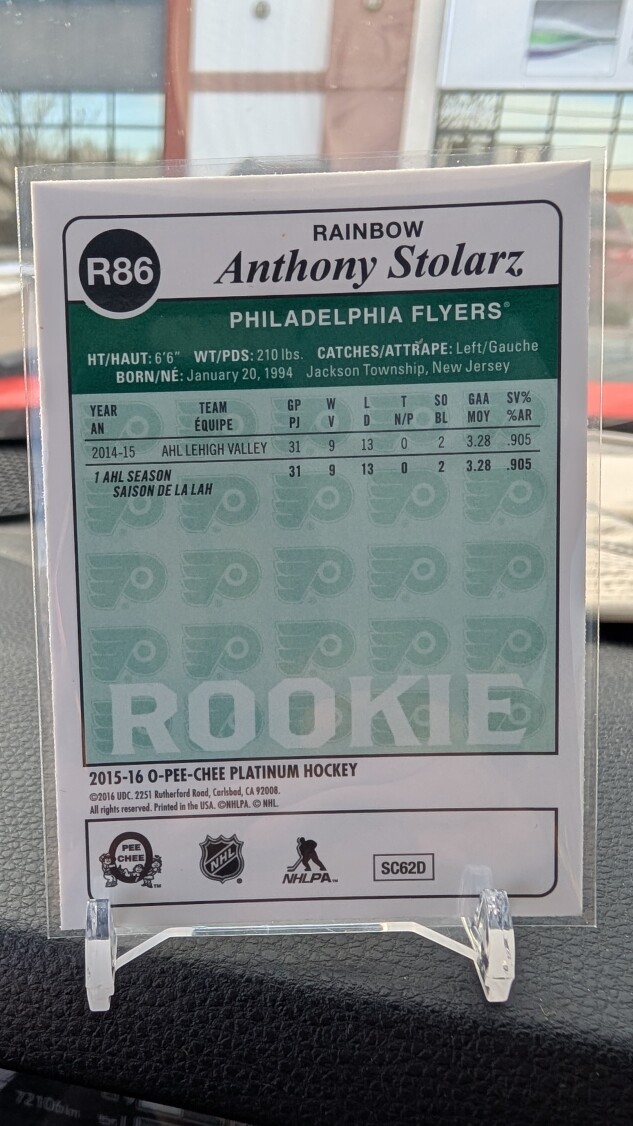 R86
RAINBOW
Anthony Stolarz
PHILADELPHIA FLYERS®
HT/HAUT: 6'6" WT/PDS: 210 lbs. CATCHES/ATTRAPE: Left/Gauche
BORN/NÉ: January 20, 1994 Jackson Township, New Jersey
YEAR TEAM GP W L T SO GAA SV%
AN ÉQUIPE PJ V D N/P BL MOY %AR
2014-15 AHL LEHIGH VALLEY 31 9 13 0 2 3.28 .905
1 AHL SEASON 31 9 13 0 2 3.28 .905
SAISON DE LA LAH
ROOKIE
2015-16 O-PEE-CHEE PLATINUM HOCKEY
©2016 UDC. 2251 Rutherford Road, Carlsbad, CA 92008.
All rights reserved. Printed in the USA. ©NHLPA. © NHL.
O PEE CHEE TM
NHL ®
NHLPA™
SC62D